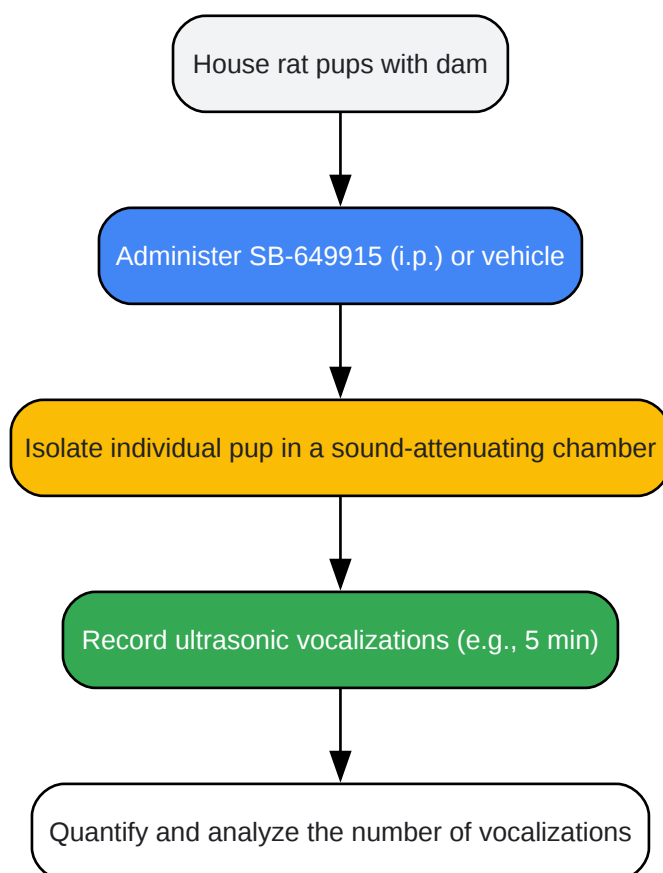 House rat pups with dam
Administer SB-649915 (i.p.) or vehicle
Isolate individual pup in a sound-attenuating chamber
Record ultrasonic vocalizations (e.g., 5 min)
Quantify and analyze the number of vocalizations